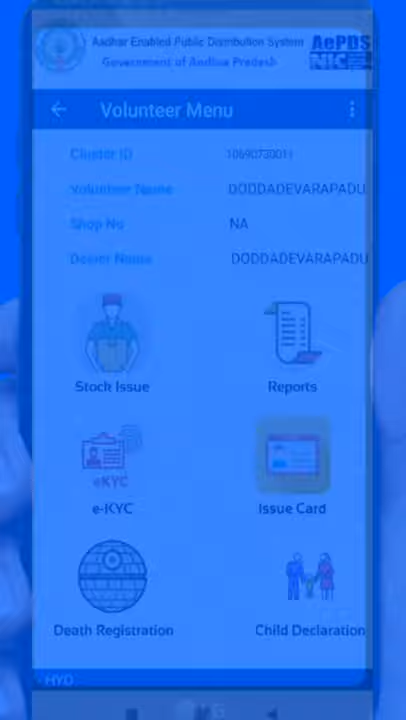 Aadhar Enabled Public Distribution System
AePDS
Government of Andhra Pradesh
NIC
Volunteer Menu
Cluster ID
Volunteer Name DODDADEVARAPADU
Shop No NA
Dealer Name DODDADEVARAPADU
Stock Issue Reports
eKYC
e-KYC Issue Card
Death Registration Child Declaration
HYD